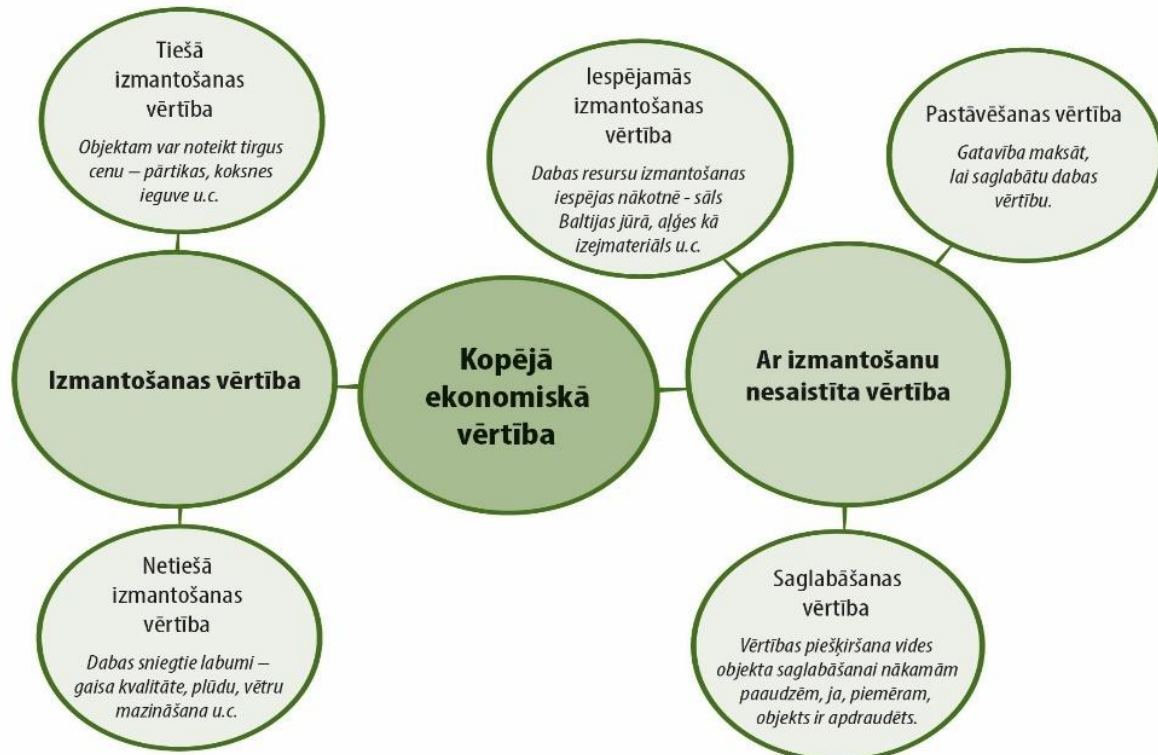 Tiešā
izmantošanas
vērtība
Objektam var noteikt tirgus
cenu – pārtikas, koksnes
ieguve u.c.
Iespējamās
izmantošanas
vērtība
Dabas resursu izmantošanas
iespējas nākotnē - sāls
Baltijas jūrā, aļģes kā
izejmateriāls u.c.
Pastāvēšanas vērtība
Gatavība maksāt,
lai saglabātu dabas
vērtību.
Izmantošanas vērtība
Kopējā
ekonomiskā
vērtība
Ar izmantošanu
nesaistīta vērtība
Netiešā
izmantošanas
vērtība
Dabas sniegtie labumi –
gaisa kvalitāte, plūdu, vētru
mazināšana u.c.
Saglabāšanas
vērtība
Vērtības piešķiršana vides
objekta saglabāšanai nākamām
paaudzēm, ja, piemēram,
objekts ir apdraudēts.